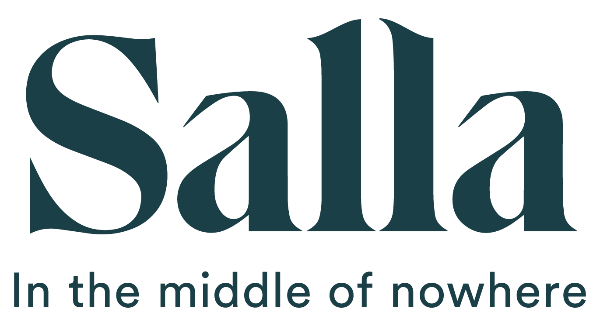 Salla
In the middle of nowhere